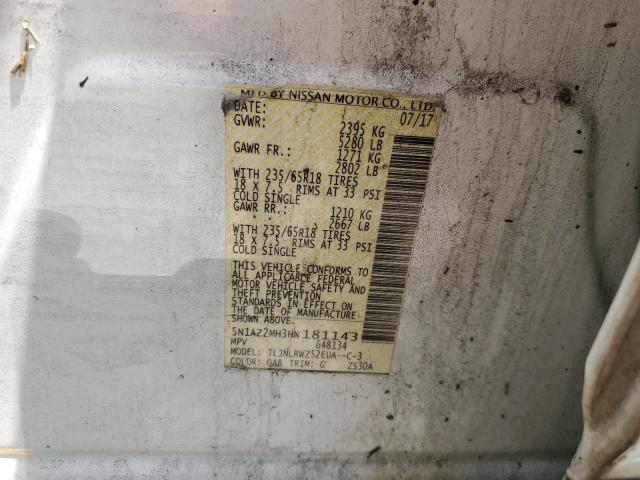 MFD BY NISSAN MOTOR CO., LTD
DATE: 07/17
GVWR: 2395 KG
5280 LB
GAWR FR.: 1271 KG
2802 LB
WITH 235/65R18 TIRES
18 X 7.5 RIMS AT 33 PSI
COLD SINGLE
GAWR RR.: 1210 KG
2667 LB
WITH 235/65R18 TIRES
18 X 7.5 RIMS AT 33 PSI
COLD SINGLE
THIS VEHICLE CONFORMS TO
ALL APPLICABLE FEDERAL
MOTOR VEHICLE SAFETY AND
THEFT PREVENTION
STANDARDS IN EFFECT ON
THE DATE OF MANUFACTURE
SHOWN ABOVE.
5N1AZ2MH3HN181143
MPV 648134
MODEL: TLJNLRWZ52EUA--C-3
COLOR: QAB TRIM: G ZS30A